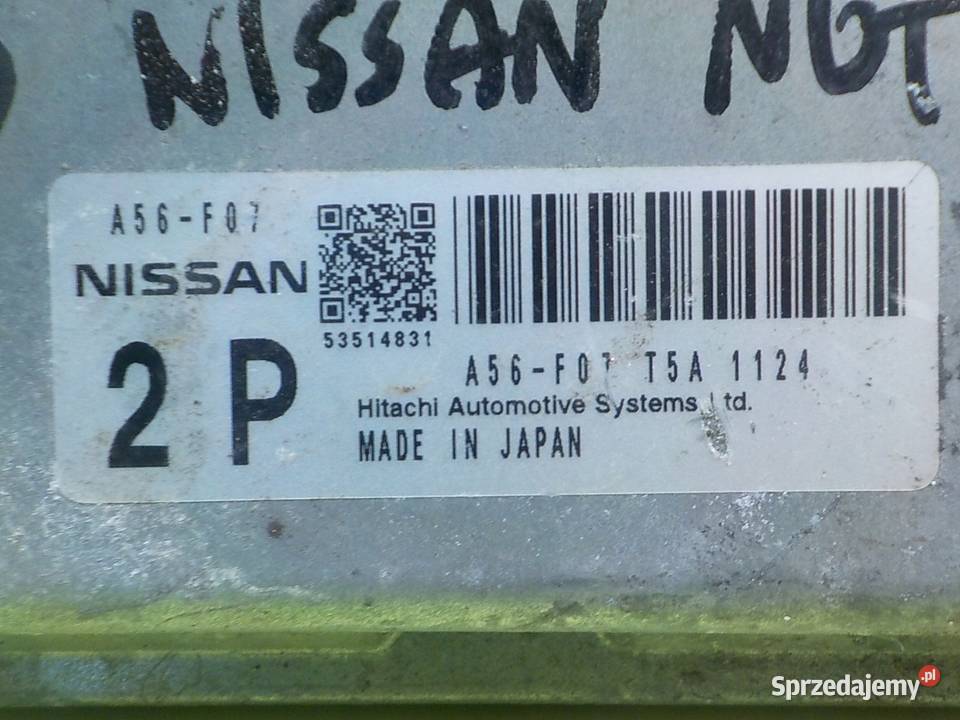 NISSAN NOT
A56-F07
NISSAN
53514831
2P
A56-F07 T5A 1124
Hitachi Automotive Systems, Ltd.
MADE IN JAPAN
Sprzedajemy.pl